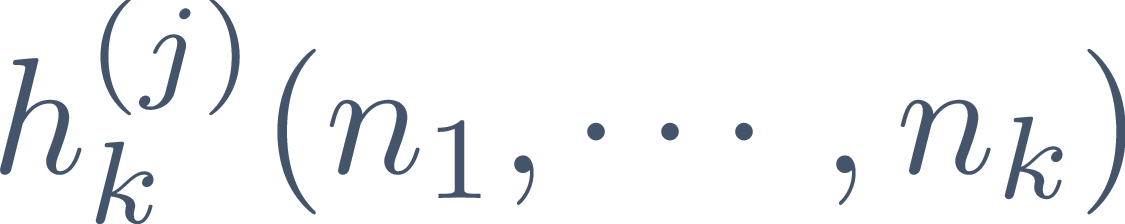 h_k^{(j)}(n_1, \cdots, n_k)